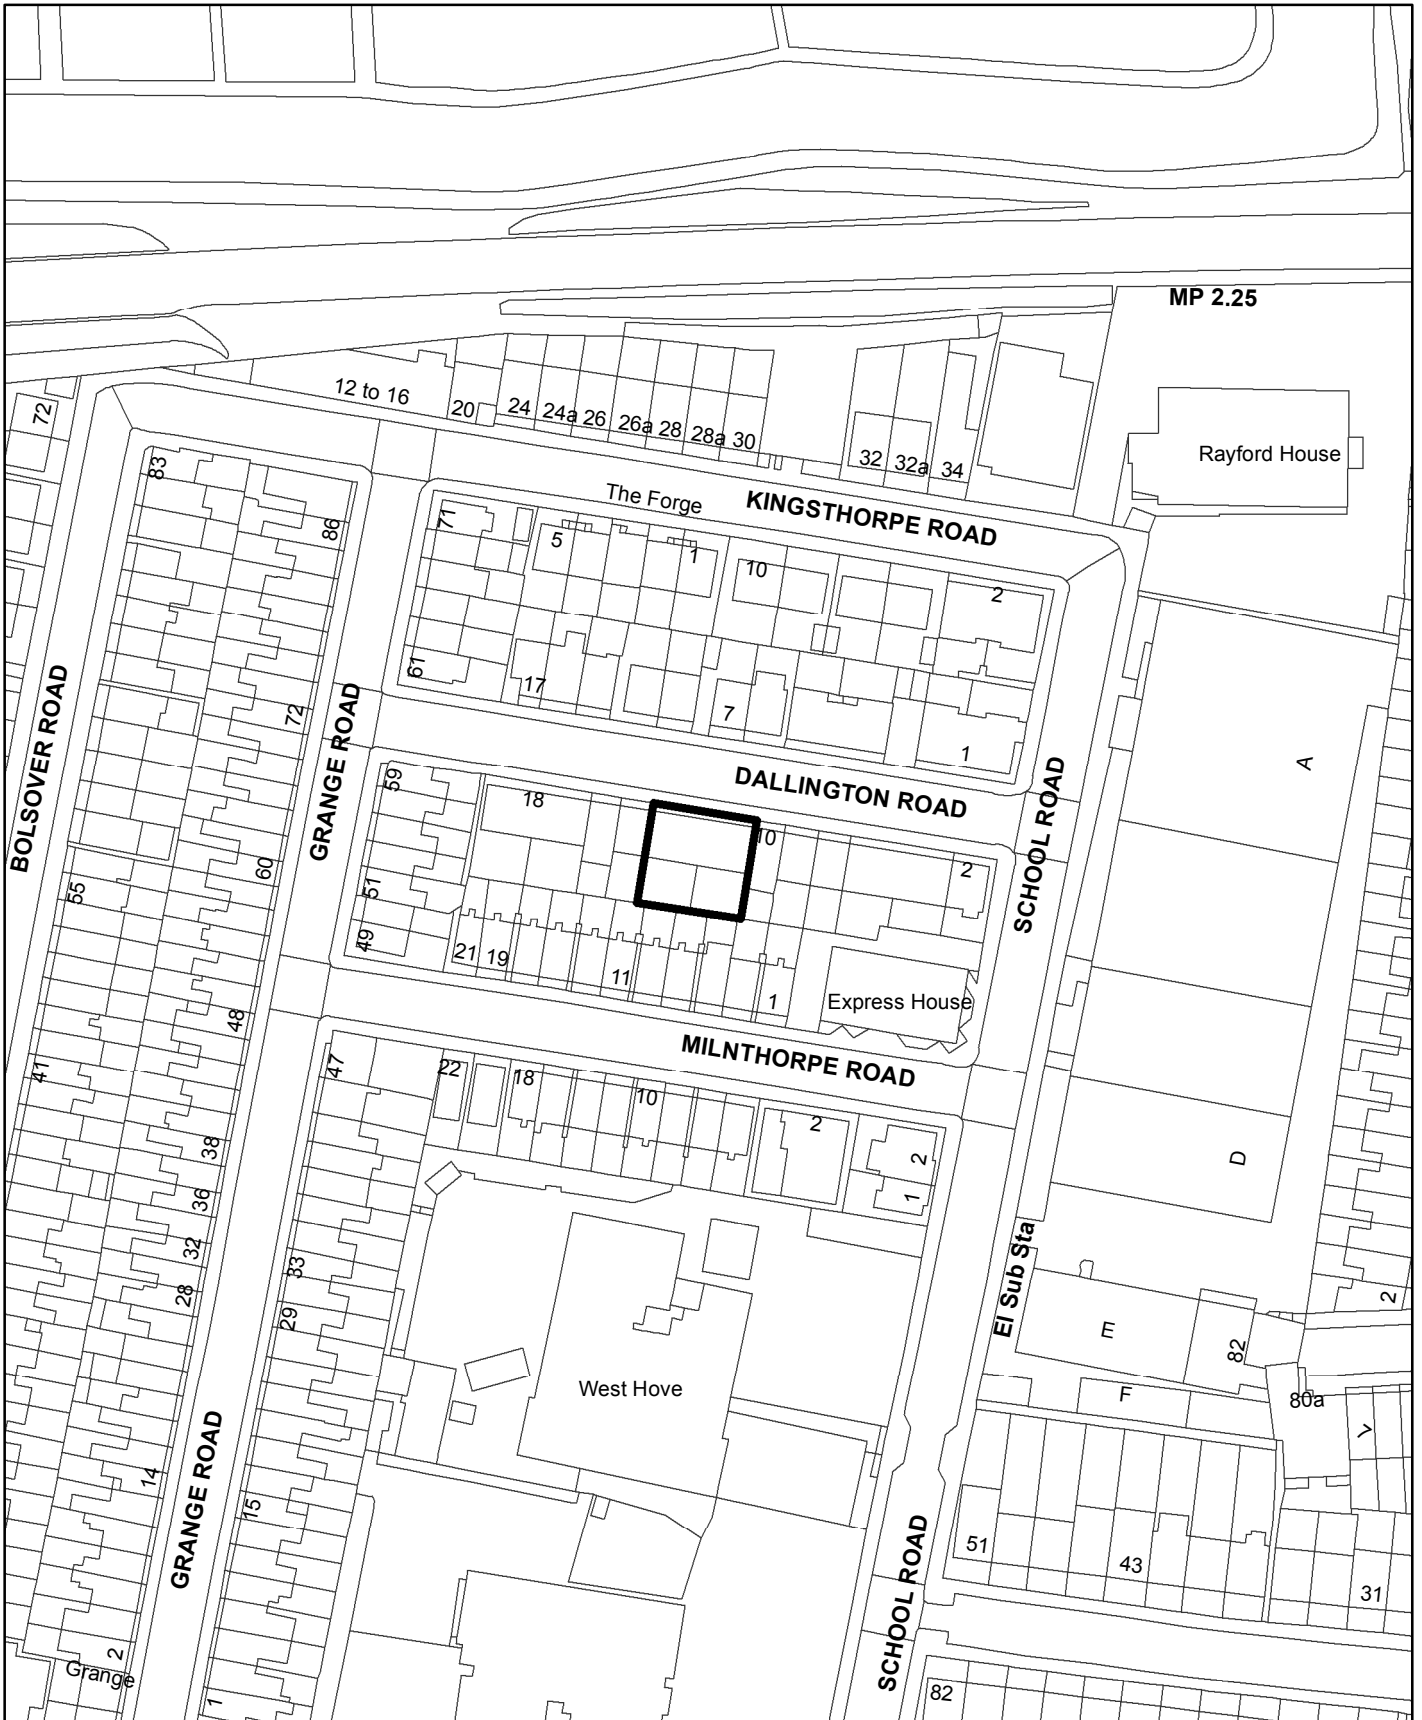 MP 2.25
12 to 16
20
24
24a
26
26a
28
28a
30
72
32
32a
34
Rayford House
83
86
The Forge
KINGSTHORPE ROAD
71
5
1
10
2
61
17
7
1
A
BOLSOVER ROAD
72
GRANGE ROAD
DALLINGTON ROAD
SCHOOL ROAD
59
18
10
2
60
55
51
49
21
19
11
1
Express House
48
MILNTHORPE ROAD
41
47
22
18
10
2
2
1
D
38
36
32
28
33
29
El Sub Sta
E
82
2
West Hove
F
80a
7
14
GRANGE ROAD
15
SCHOOL ROAD
51
43
31
2
Grange
1
82